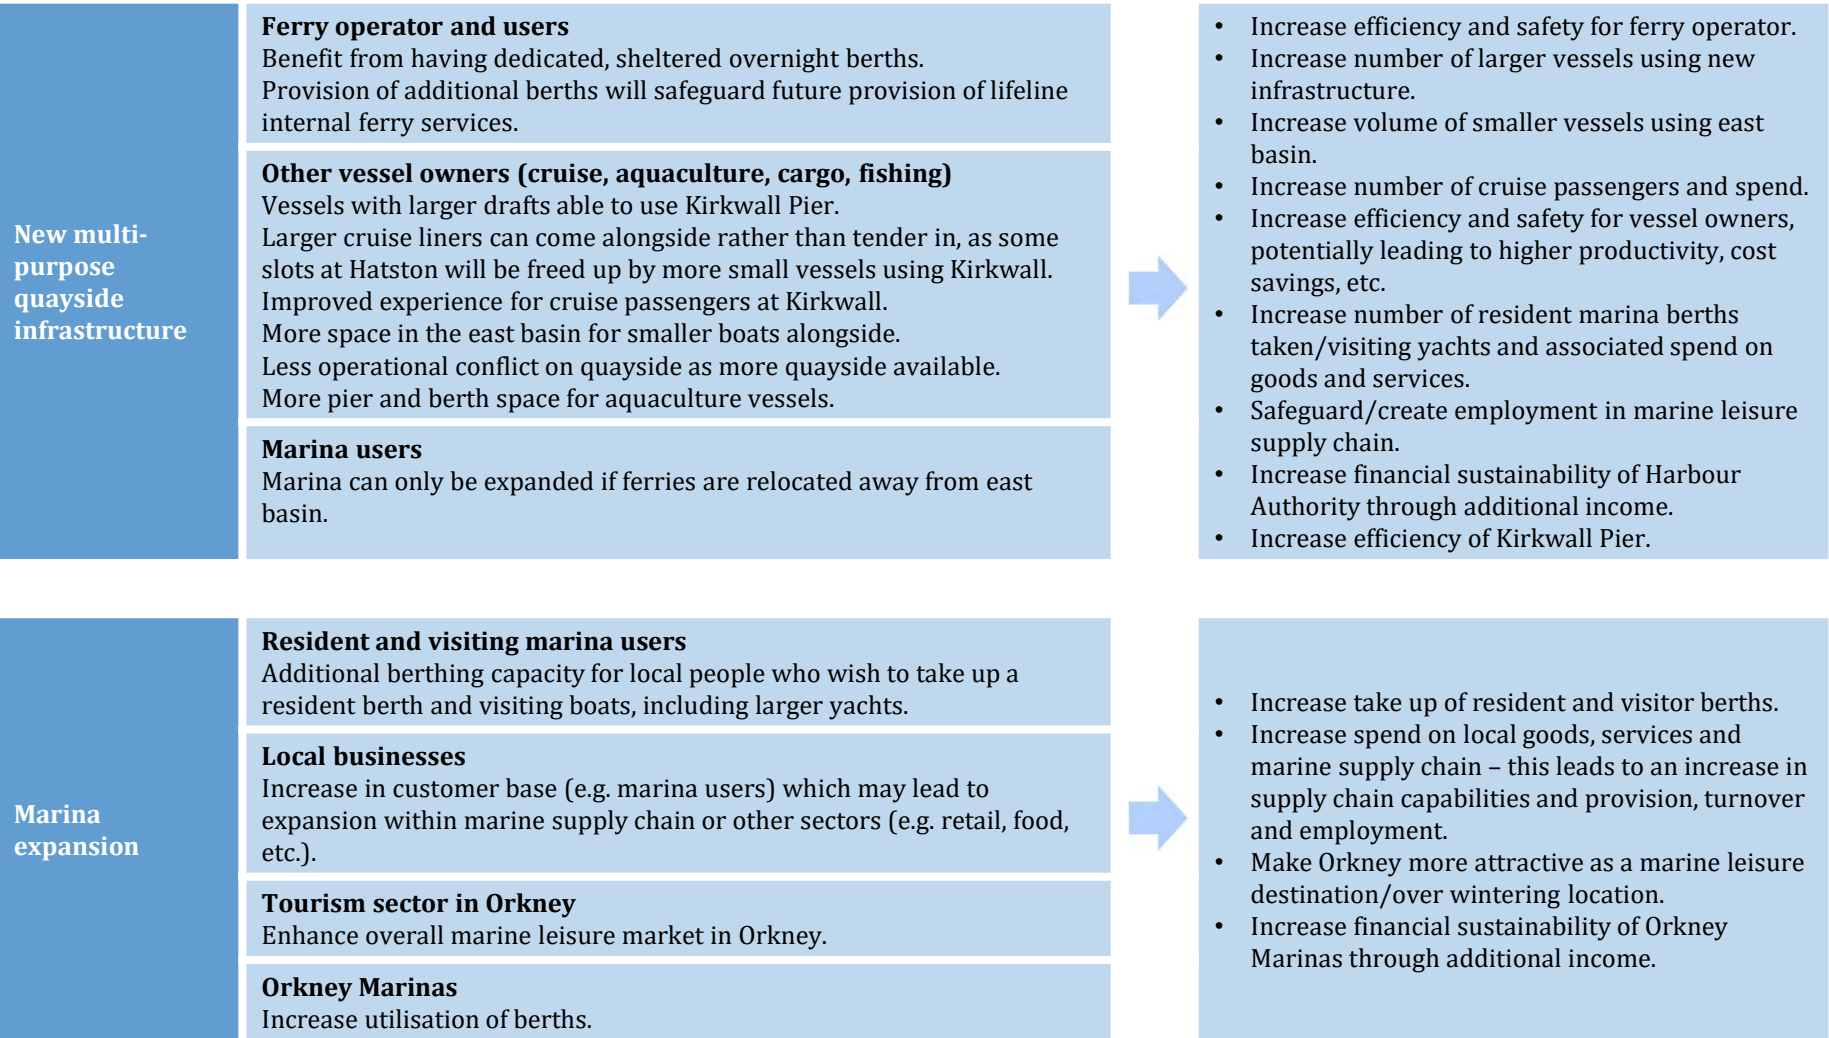 New multi-
purpose
quayside
infrastructure
Ferry operator and users
Benefit from having dedicated, sheltered overnight berths.
Provision of additional berths will safeguard future provision of lifeline
internal ferry services.
Other vessel owners (cruise, aquaculture, cargo, fishing)
Vessels with larger drafts able to use Kirkwall Pier.
Larger cruise liners can come alongside rather than tender in, as some
slots at Hatston will be freed up by more small vessels using Kirkwall.
Improved experience for cruise passengers at Kirkwall.
More space in the east basin for smaller boats alongside.
Less operational conflict on quayside as more quayside available.
More pier and berth space for aquaculture vessels.
Marina users
Marina can only be expanded if ferries are relocated away from east
basin.
• Increase efficiency and safety for ferry operator.
• Increase number of larger vessels using new
infrastructure.
• Increase volume of smaller vessels using east
basin.
• Increase number of cruise passengers and spend.
• Increase efficiency and safety for vessel owners,
potentially leading to higher productivity, cost
savings, etc.
• Increase number of resident marina berths
taken/visiting yachts and associated spend on
goods and services.
• Safeguard/create employment in marine leisure
supply chain.
• Increase financial sustainability of Harbour
Authority through additional income.
• Increase efficiency of Kirkwall Pier.
Marina
expansion
Resident and visiting marina users
Additional berthing capacity for local people who wish to take up a
resident berth and visiting boats, including larger yachts.
Local businesses
Increase in customer base (e.g. marina users) which may lead to
expansion within marine supply chain or other sectors (e.g. retail, food,
etc.).
Tourism sector in Orkney
Enhance overall marine leisure market in Orkney.
Orkney Marinas
Increase utilisation of berths.
• Increase take up of resident and visitor berths.
• Increase spend on local goods, services and
marine supply chain – this leads to an increase in
supply chain capabilities and provision, turnover
and employment.
• Make Orkney more attractive as a marine leisure
destination/over wintering location.
• Increase financial sustainability of Orkney
Marinas through additional income.